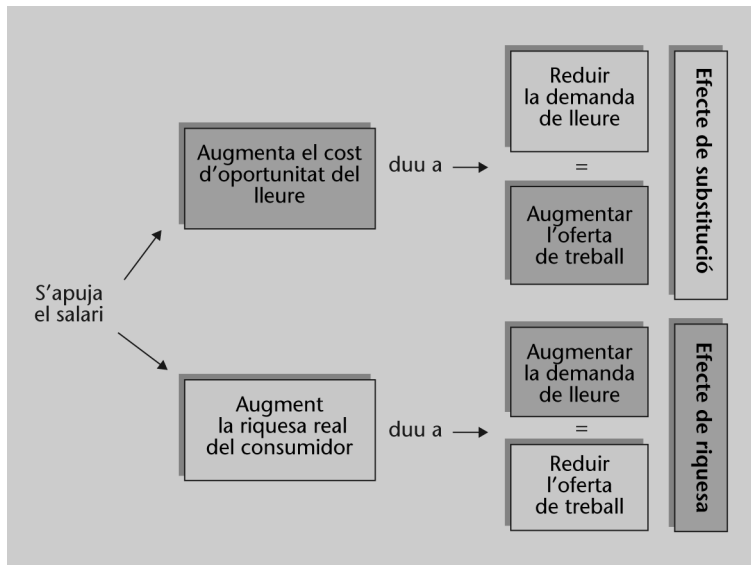 S'apuja
el salari
Augmenta el cost
d'oportunitat del
lleure
duu a
Reduir
la demanda
de lleure
=
Augmentar
l'oferta
de treball
Efecte de substitució
Augment
la riquesa real
del consumidor
duu a
Augmentar
la demanda
de lleure
=
Reduir
l'oferta
de treball
Efecte de riquesa